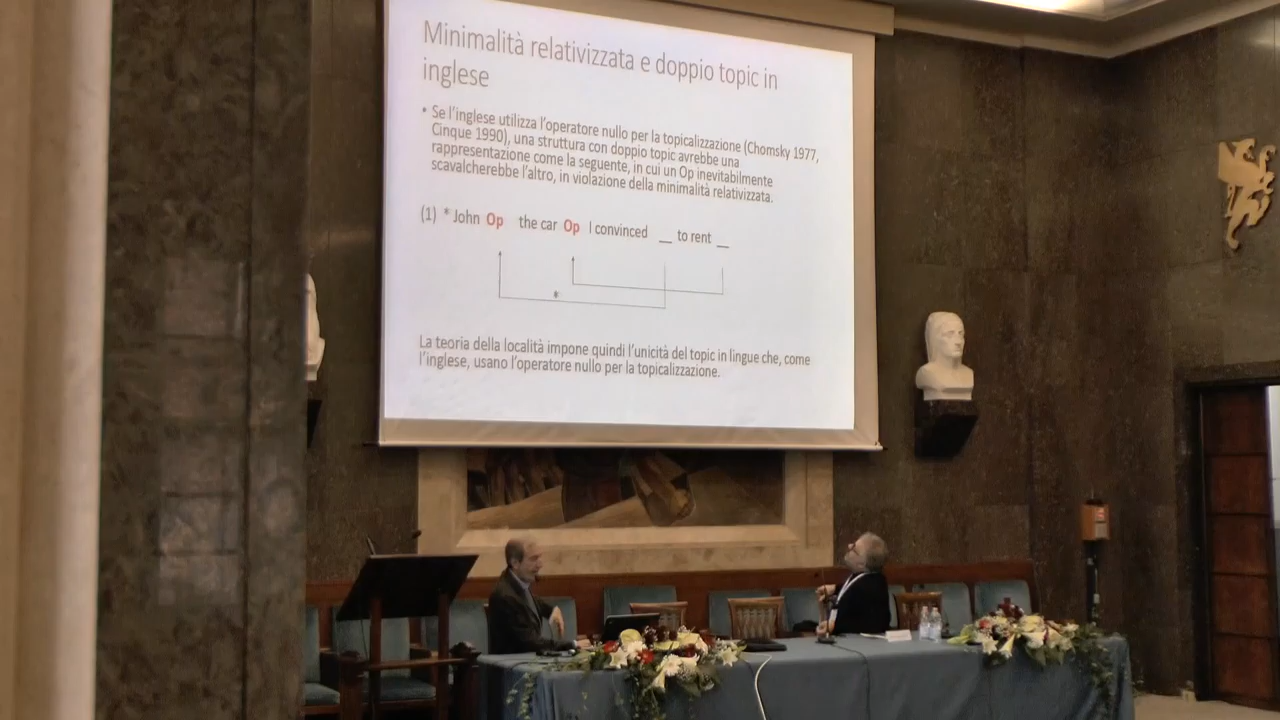 Minimalità relativizzata e doppio topic in
inglese
• Se l'inglese utilizza l'operatore nullo per la topicalizzazione (Chomsky 1977,
Cinque 1990), una struttura con doppio topic avrebbe una
rappresentazione come la seguente, in cui un Op inevitabilmente
scavalcherebbe l'altro, in violazione della minimalità relativizzata.
(1) * John Op the car Op I convinced __ to rent __
*
La teoria della località impone quindi l'unicità del topic in lingue che, come
l'inglese, usano l'operatore nullo per la topicalizzazione.